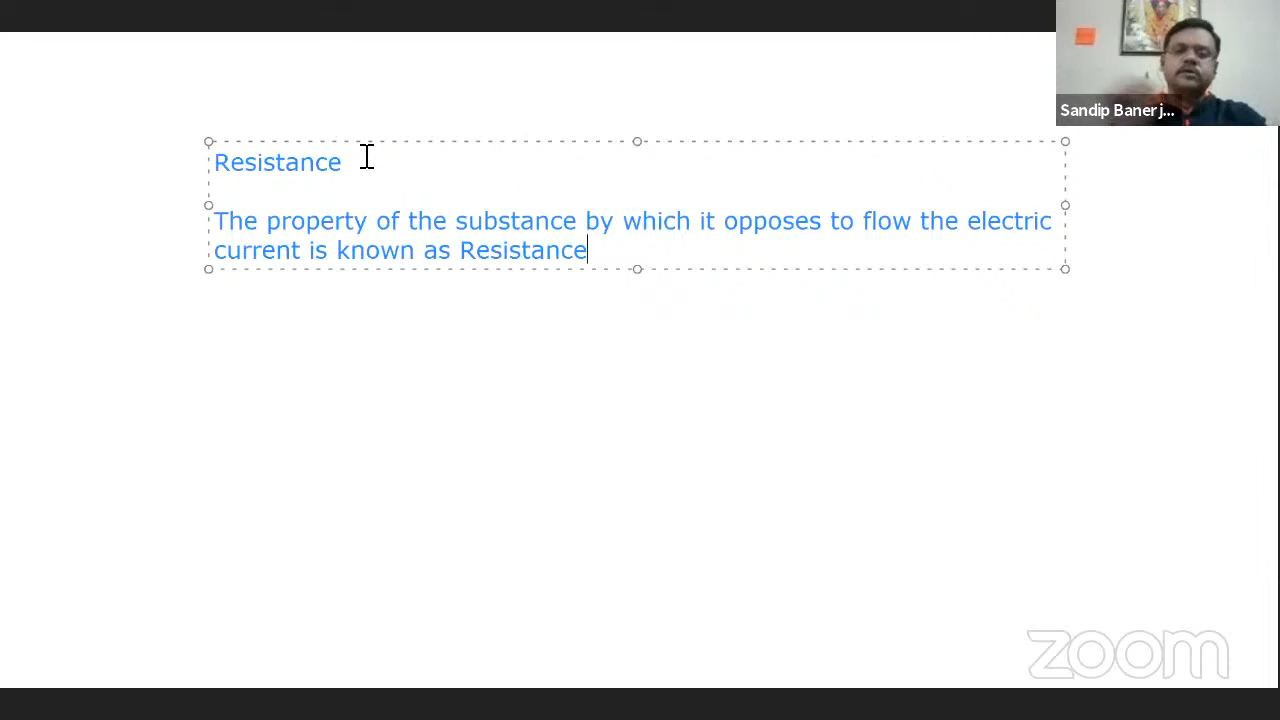 Sandip Banerj...
Resistance
The property of the substance by which it opposes to flow the electric
current is known as Resistance
zoom